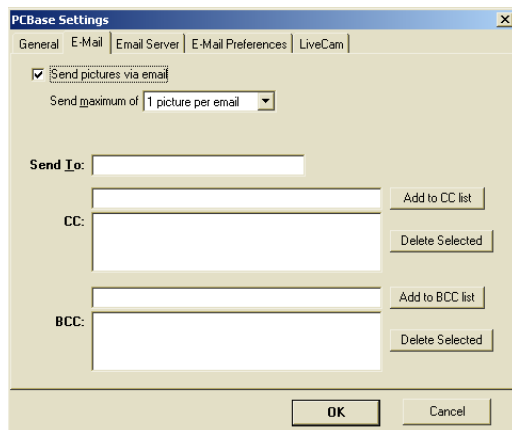 PCBase Settings
General E-Mail Email Server E-Mail Preferences LiveCam
Send pictures via email
Send maximum of 1 picture per email
Send To:
Add to CC list
CC:
Delete Selected
Add to BCC list
BCC:
Delete Selected
OK Cancel